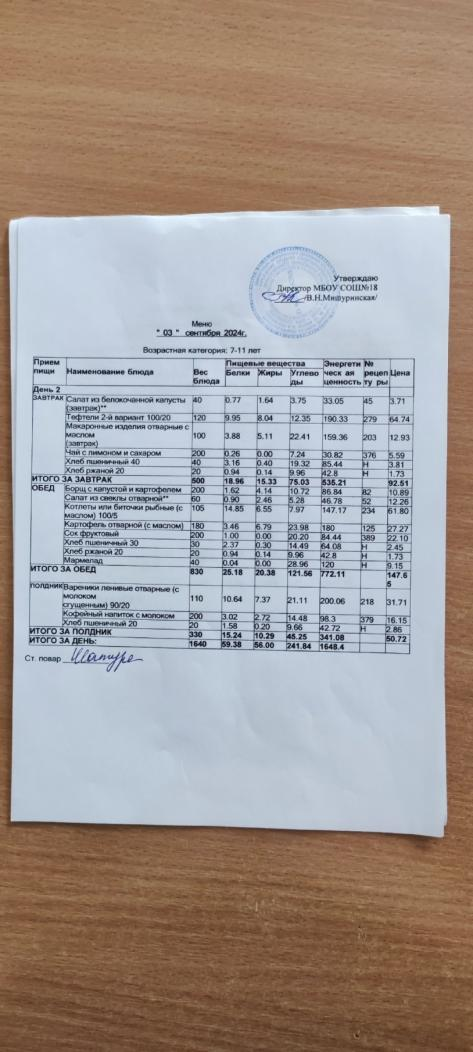 Утверждаю
Директор МБОУ СОШ№18
/В.Н.Мишуринская/
Меню
" 03 " сентября 2024г.
Возрастная категория: 7-11 лет
Прием пищи Наименование блюда Вес блюда Пищевые вещества Белки Жиры Углеводы Энергетическ ая ценность № рецепту ры Цена
День 2
ЗАВТРАК Салат из белокочанной капусты (завтрак)** 40 0.77 1.64 3.75 33.05 45 3.71
Тефтели 2-й вариант 100/20 120 9.95 8.04 12.35 190.33 279 64.74
Макаронные изделия отварные с маслом (завтрак) 100 3.88 5.11 22.41 159.36 203 12.93
Чай с лимоном и сахаром 200 0.26 0.00 7.24 30.82 376 5.59
Хлеб пшеничный 40 40 3.16 0.40 19.32 85.44 Н 3.81
Хлеб ржаной 20 20 0.94 0.14 9.96 42.8 Н 1.73
ИТОГО ЗА ЗАВТРАК 500 18.96 15.33 75.03 535.21 92.51
ОБЕД Борщ с капустой и картофелем 200 1.62 4.14 10.72 86.84 82 10.89
Салат из свеклы отварной** 60 0.90 2.46 5.28 46.78 52 12.26
Котлеты или биточки рыбные (с маслом) 100/5 105 14.85 6.55 7.97 147.17 234 61.80
Картофель отварной (с маслом) 180 3.46 6.79 23.98 180 125 27.27
Сок фруктовый 200 1.00 0.00 20.20 84.44 389 22.10
Хлеб пшеничный 30 30 2.37 0.30 14.49 64.08 Н 2.45
Хлеб ржаной 20 20 0.94 0.14 9.96 42.8 Н 1.73
Мармелад 40 0.04 0.00 28.96 120 Н 9.15
ИТОГО ЗА ОБЕД 830 25.18 20.38 121.56 772.11 147.65
ПОЛДНИК Вареники ленивые отварные (с молоком сгущенным) 90/20 110 10.64 7.37 21.11 200.06 218 31.71
Кофейный напиток с молоком 200 3.02 2.72 14.48 98.3 379 16.15
Хлеб пшеничный 20 20 1.58 0.20 9.66 42.72 Н 2.86
ИТОГО ЗА ПОЛДНИК 330 15.24 10.29 45.25 341.08 50.72
ИТОГО ЗА ДЕНЬ: 1640 59.38 56.00 241.84 1648.4
Ст. повар